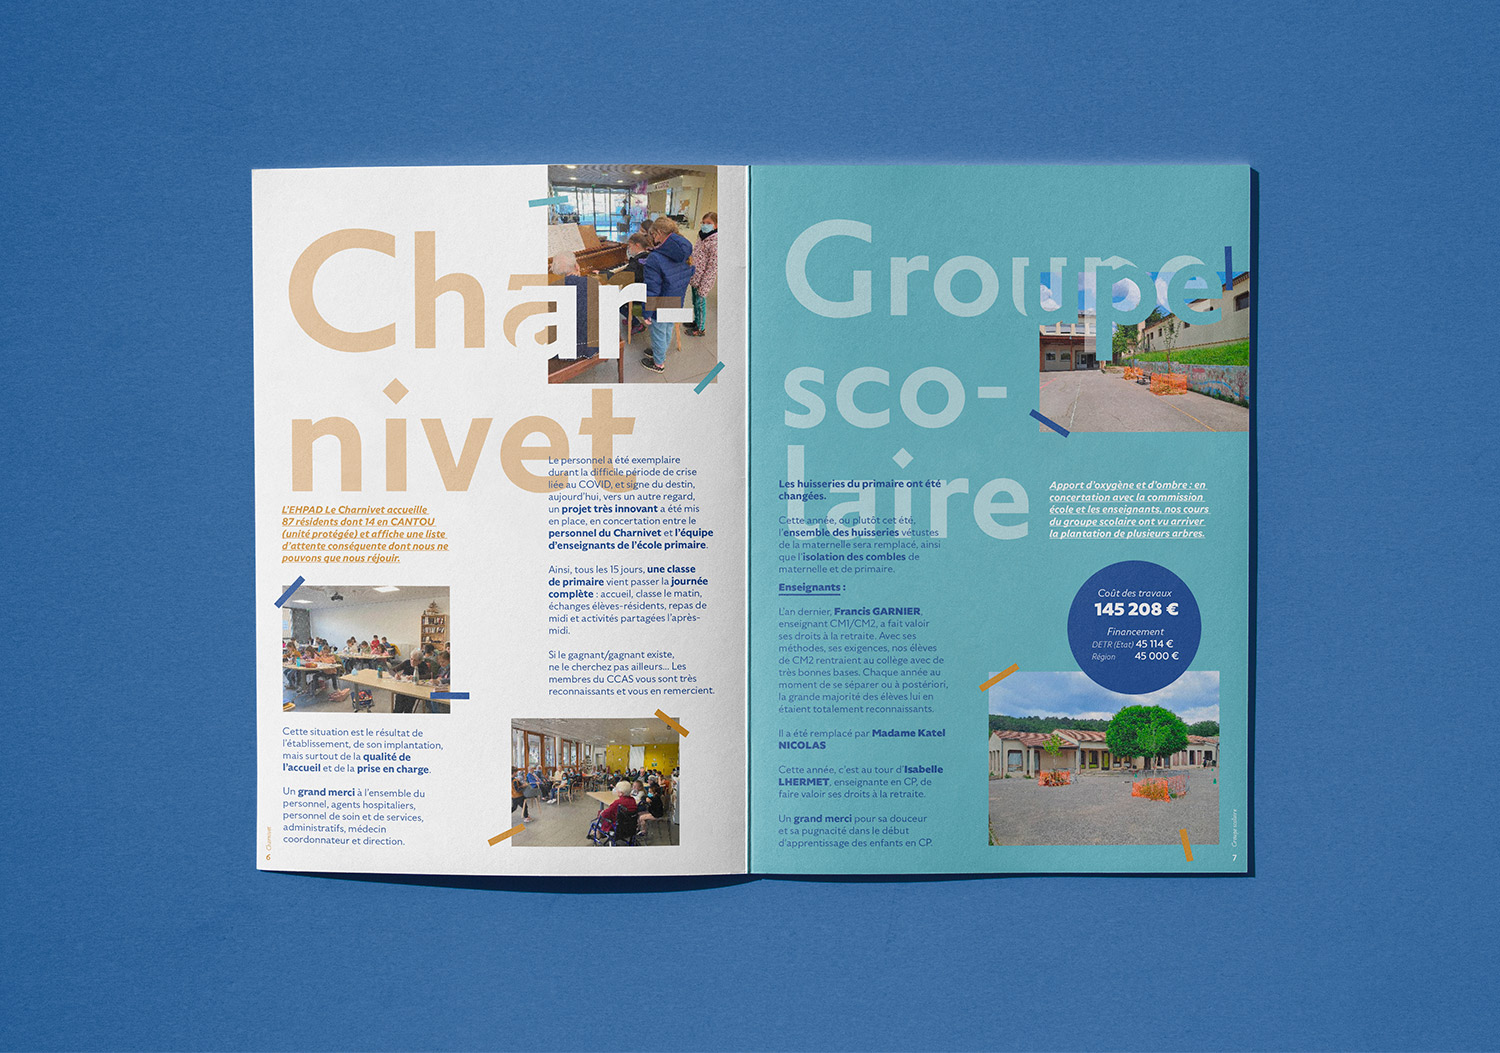 Char-
nivet
L'EHPAD Le Charnivet accueille
87 résidents dont 14 en CANTOU
(unité protégée) et affiche une liste
d'attente conséquente dont nous ne
pouvons que nous réjouir.
Cette situation est le résultat de
l'établissement, de son implantation,
mais surtout de la qualité de
l'accueil et de la prise en charge.
Un grand merci à l'ensemble du
personnel, agents hospitaliers,
personnel de soin et de services,
administratifs, médecin
coordonnateur et direction.
Le personnel a été exemplaire
durant la difficile période de crise
liée au COVID, et signe du destin,
aujourd'hui, vers un autre regard,
un projet très innovant a été mis
en place, en concertation entre le
personnel du Charnivet et l'équipe
d'enseignants de l'école primaire.
Ainsi, tous les 15 jours, une classe
de primaire vient passer la journée
complète : accueil, classe le matin,
échanges élèves-résidents, repas de
midi et activités partagées l'après-
midi.
Si le gagnant/gagnant existe,
ne le cherchez pas ailleurs... Les
membres du CCAS vous sont très
reconnaissants et vous en remercient.
Charnivet
6
Groupe
sco-
laire
Les huisseries du primaire ont été
changées.
Cette année, ou plutôt cet été,
l'ensemble des huisseries vétustes
de la maternelle sera remplacé, ainsi
que l'isolation des combles de
maternelle et de primaire.
Enseignants :
L'an dernier, Francis GARNIER,
enseignant CM1/CM2, a fait valoir
ses droits à la retraite. Avec ses
méthodes, ses exigences, nos élèves
de CM2 rentraient au collège avec de
très bonnes bases. Chaque année au
moment de se séparer ou à postériori,
la grande majorité des élèves lui en
étaient totalement reconnaissants.
Il a été remplacé par Madame Katel
NICOLAS
Cette année, c'est au tour d'Isabelle
LHERMET, enseignante en CP, de
faire valoir ses droits à la retraite.
Un grand merci pour sa douceur
et sa pugnacité dans le début
d'apprentissage des enfants en CP.
Apport d'oxygène et d'ombre : en
concertation avec la commission
école et les enseignants, nos cours
du groupe scolaire ont vu arriver
la plantation de plusieurs arbres.
Coût des travaux
145 208 €
Financement
DETR (Etat) 45 114 €
Région 45 000 €
Groupe scolaire
7